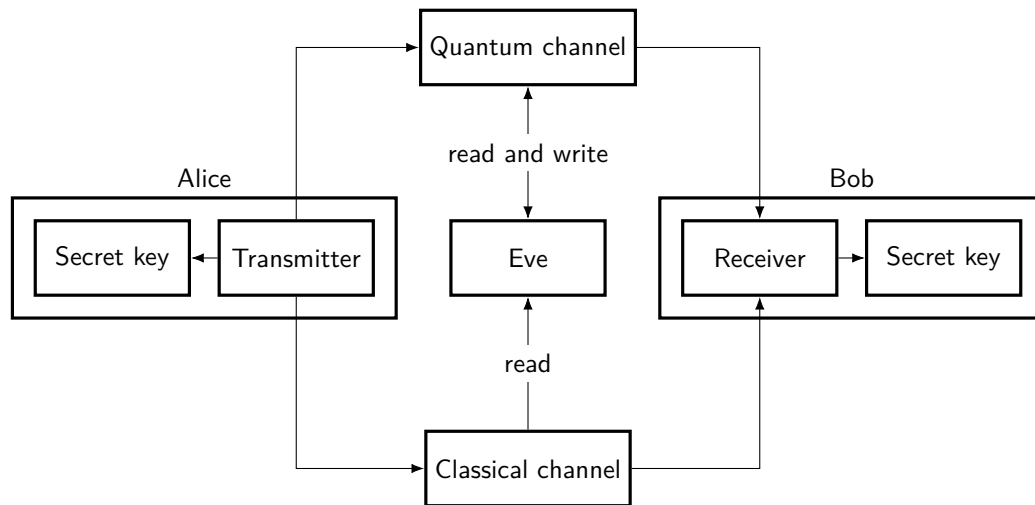 Quantum channel
read and write
Alice
Bob
Secret key
Transmitter
Eve
Receiver
Secret key
read
Classical channel